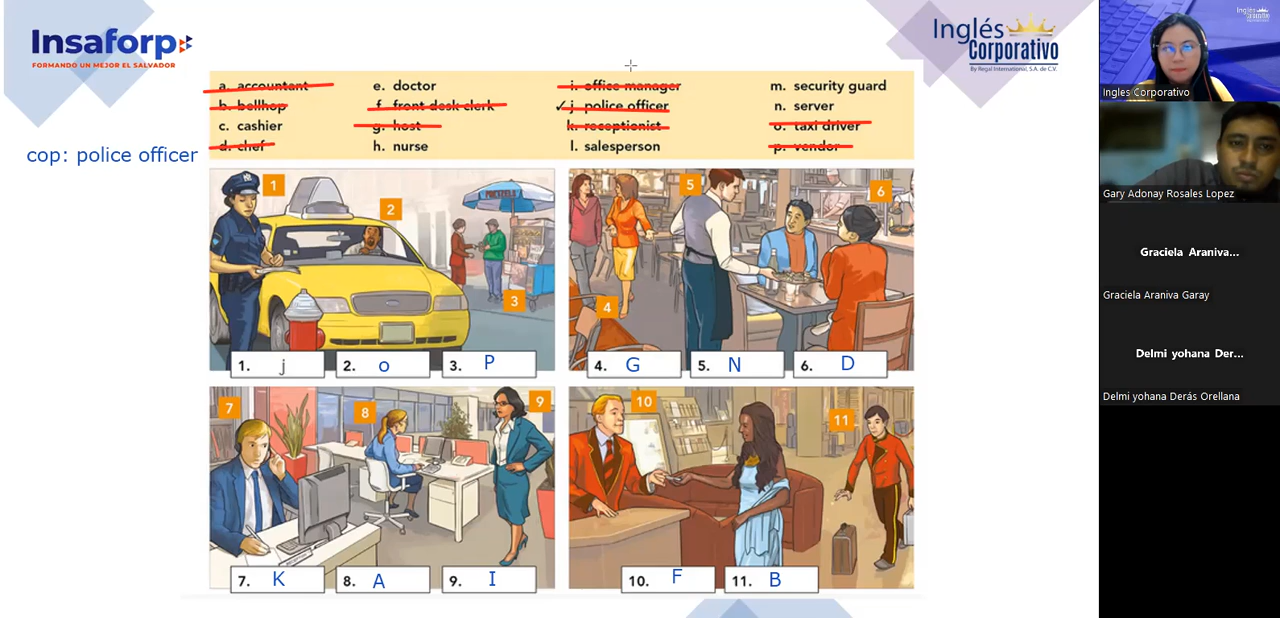 Insaforp
FORMANDO UN MEJOR EL SALVADOR
Inglés
Corporativo
By Regal International, S.A. de C.V.
a. accountant e. doctor i. office manager m. security guard
b. bellhop f. front desk clerk ✓ j. police officer n. server
c. cashier g. host k. receptionist o. taxi driver
d. chef h. nurse l. salesperson p. vendor
cop: police officer
1
2
PRETZELS
3
4
5
6
1. j 2. o 3. P
4. G 5. N 6. D
7
8
9
10
11
7. K 8. A 9. I
10. F 11. B
Inglés
Corporativo
Ingles Corporativo
Gary Adonay Rosales Lopez
Graciela Araniva...
Graciela Araniva Garay
Delmi yohana Der...
Delmi yohana Derás Orellana